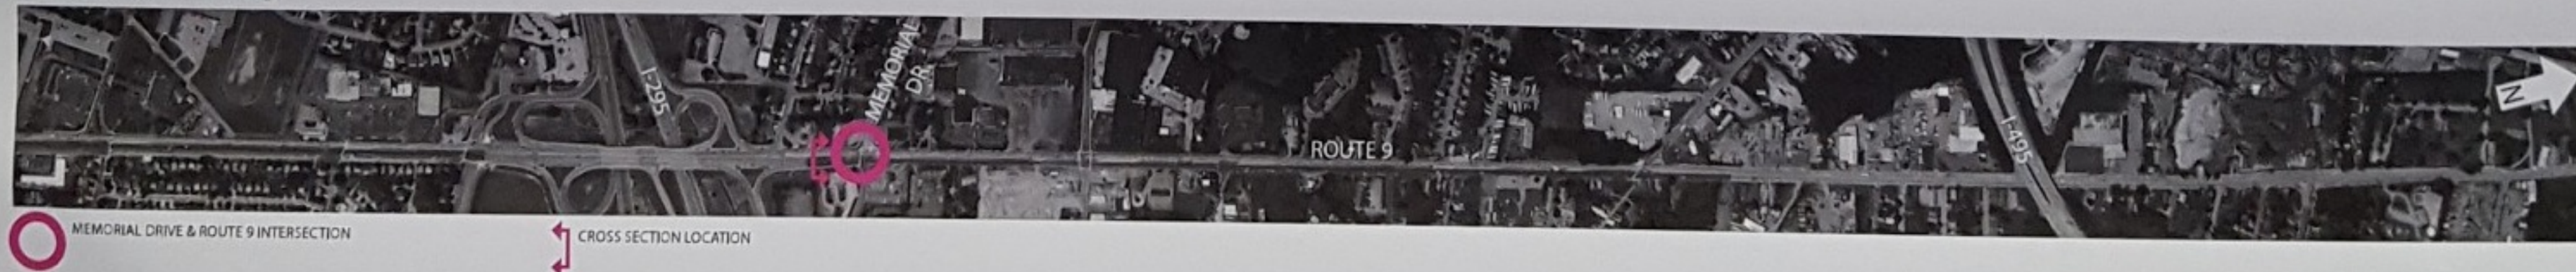 I-295
MEMORIAL
DR.
ROUTE 9
I-495
N
MEMORIAL DRIVE & ROUTE 9 INTERSECTION
CROSS SECTION LOCATION